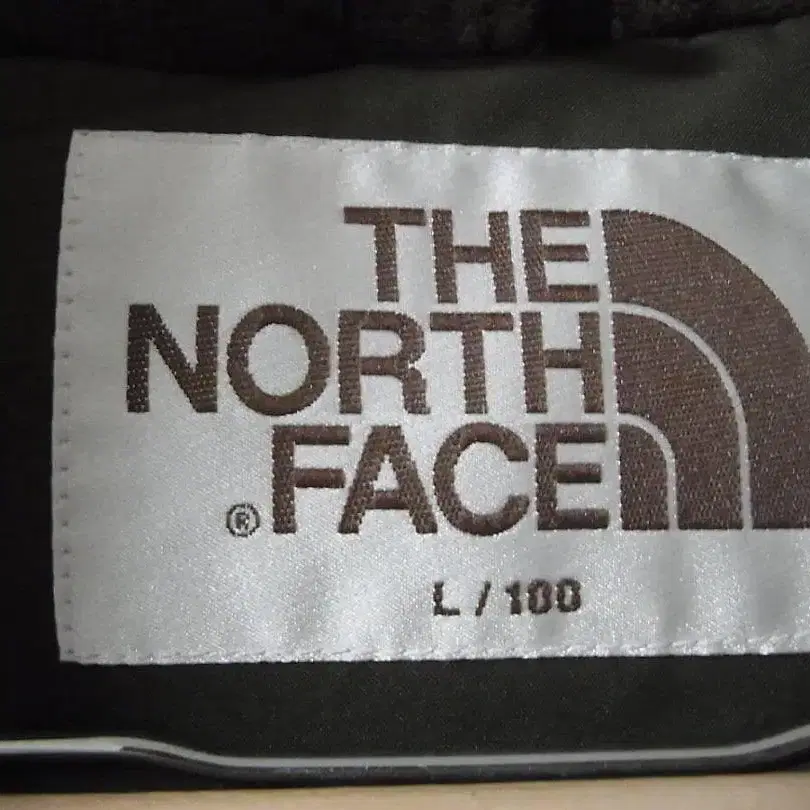 THE
NORTH
®FACE
L / 100